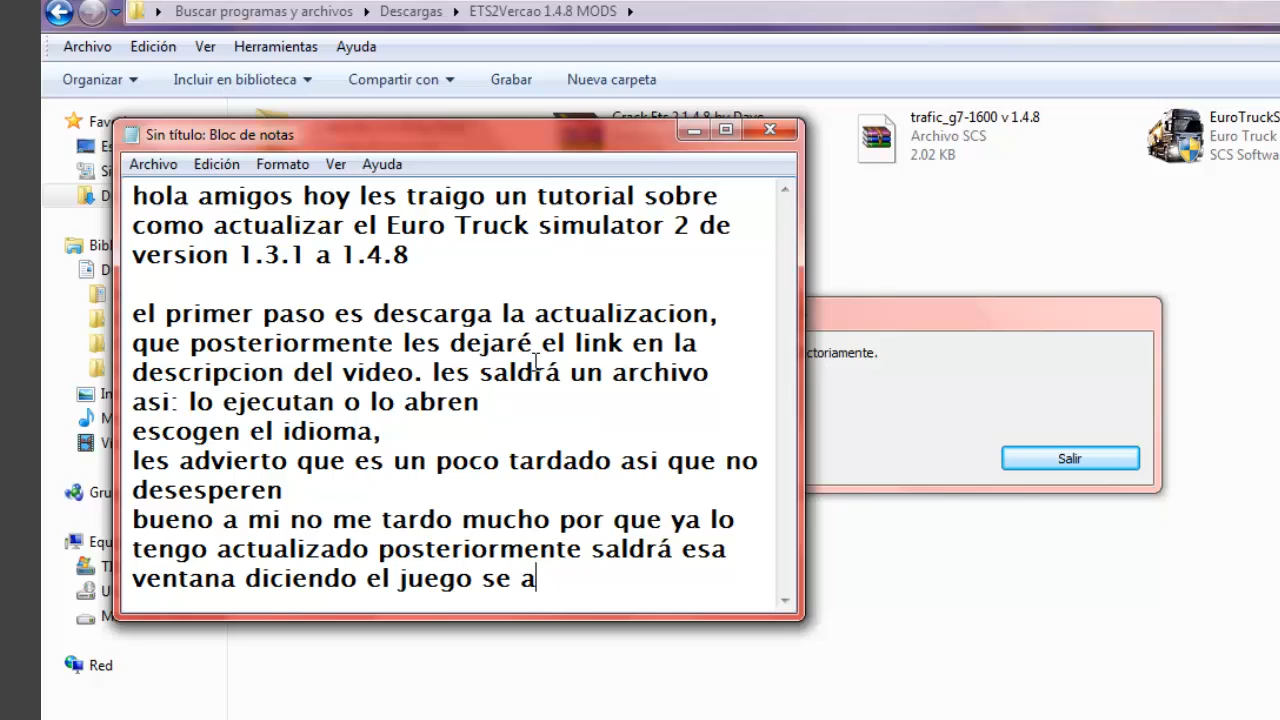 Buscar programas y archivos
Descargas
ETS2Vercao 1.4.8 MODS
Archivo Edición Ver Herramientas Ayuda
Organizar Incluir en biblioteca Compartir con Grabar Nueva carpeta
Sin título: Bloc de notas
Archivo Edición Formato Ver Ayuda
hola amigos hoy les traigo un tutorial sobre
como actualizar el Euro Truck simulator 2 de
version 1.3.1 a 1.4.8
el primer paso es descarga la actualizacion,
que posteriormente les dejaré el link en la
descripcion del video. les saldrá un archivo
asi: lo ejecutan o lo abren
escogen el idioma,
les advierto que es un poco tardado asi que no
desesperen
bueno a mi no me tardo mucho por que ya lo
tengo actualizado posteriormente saldrá esa
ventana diciendo el juego se a
trafic_g7-1600 v 1.4.8
Archivo SCS
2.02 KB
EuroTruckS
Euro Truck
SCS Softwa
ctoriamente.
Salir
Fav
Bibl
Gru
Equ
Red